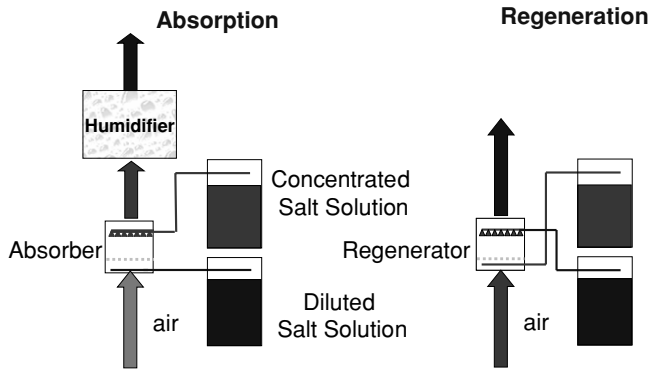 Absorption
Regeneration
Humidifier
Concentrated
Salt Solution
Absorber
Regenerator
Diluted
Salt Solution
air
air